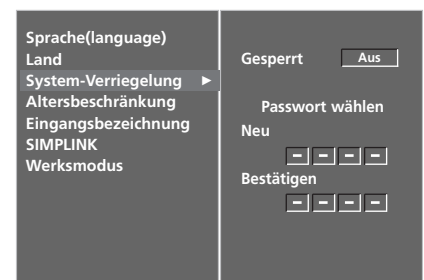 Sprache(language)
Land
System-Verriegelung ►
Altersbeschränkung
Eingangsbezeichnung
SIMPLINK
Werksmodus
Gesperrt Aus
Passwort wählen
Neu
– – – –
Bestätigen
– – – –